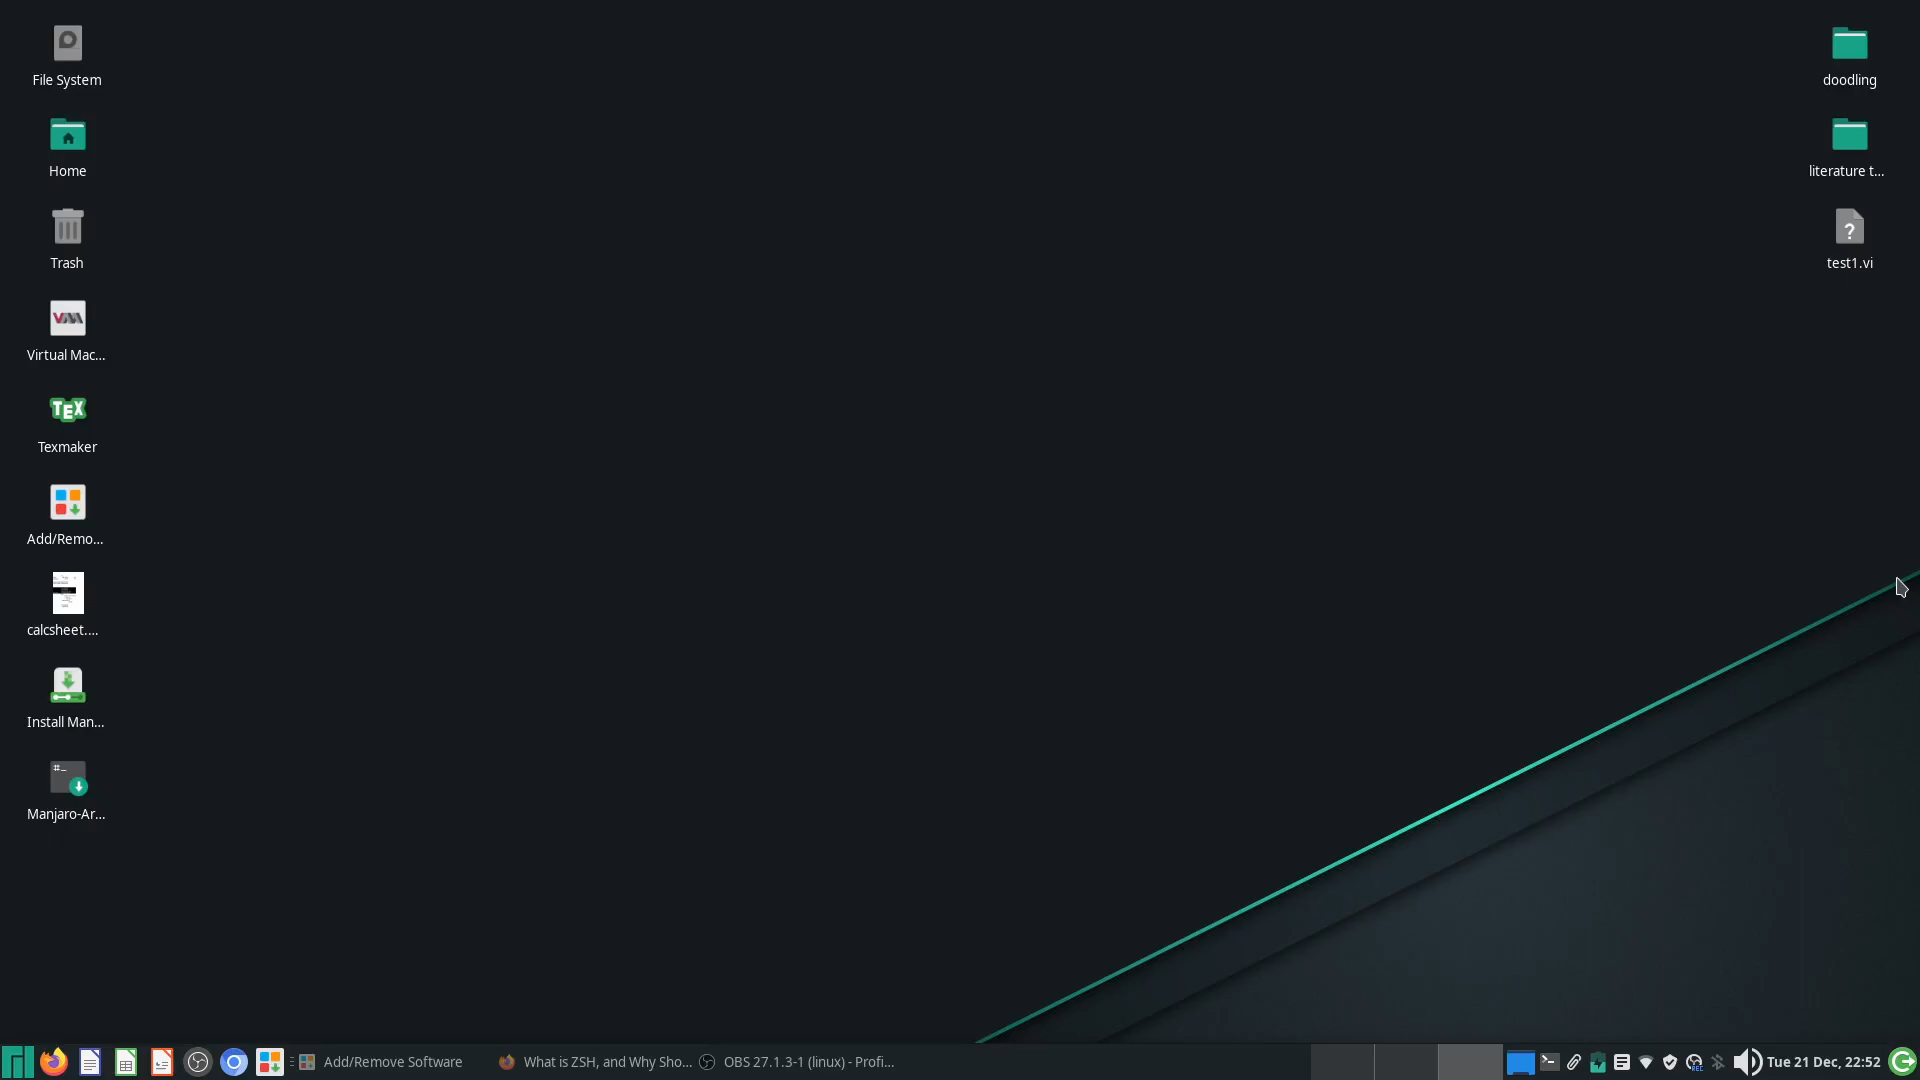 File System
Home
Trash
Virtual Mac...
TEX
Texmaker
Add/Remo...
calcsheet....
Install Man...
#_
Manjaro-Ar...
doodling
literature t...
?
test1.vi
Add/Remove Software
What is ZSH, and Why Sho...
OBS 27.1.3-1 (linux) - Profi...
REC
Tue 21 Dec, 22:52